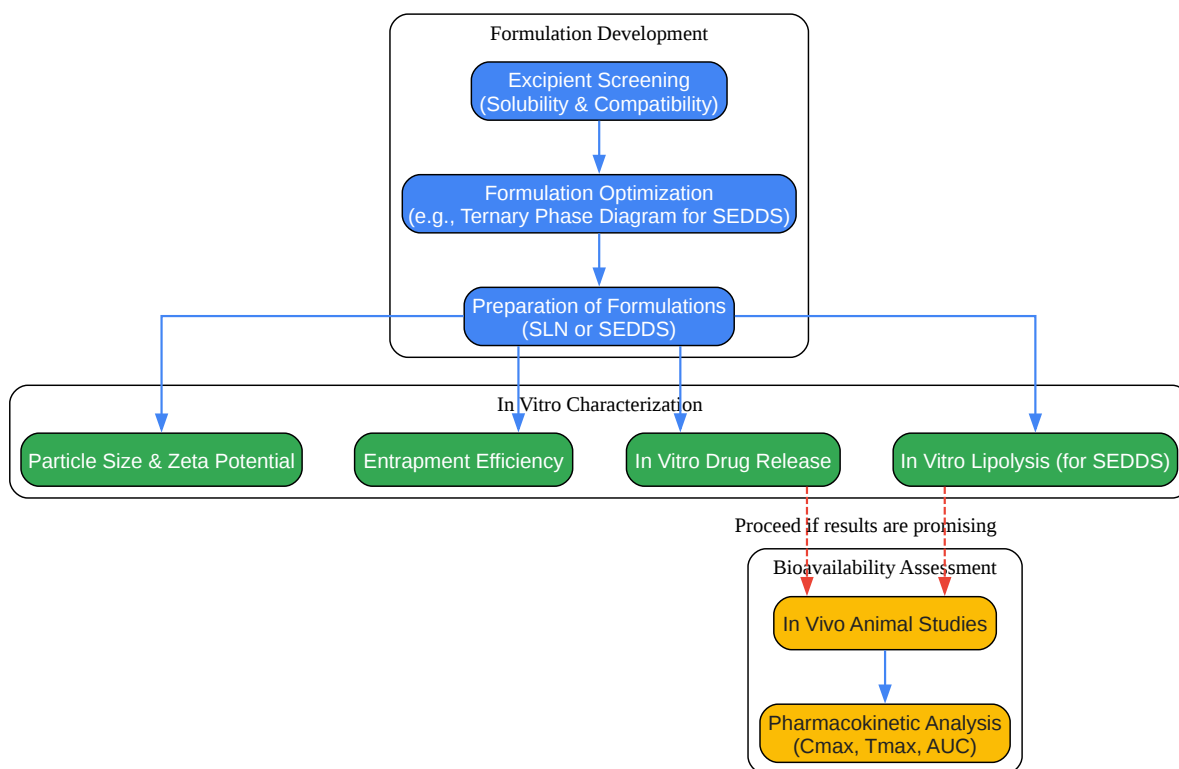 Formulation Development
Excipient Screening
(Solubility & Compatibility)
Formulation Optimization
(e.g., Ternary Phase Diagram for SEDDS)
Preparation of Formulations
(SLN or SEDDS)
In Vitro Characterization
Particle Size & Zeta Potential
Entrapment Efficiency
In Vitro Drug Release
In Vitro Lipolysis (for SEDDS)
Proceed if results are promising
Bioavailability Assessment
In Vivo Animal Studies
Pharmacokinetic Analysis
(Cmax, Tmax, AUC)